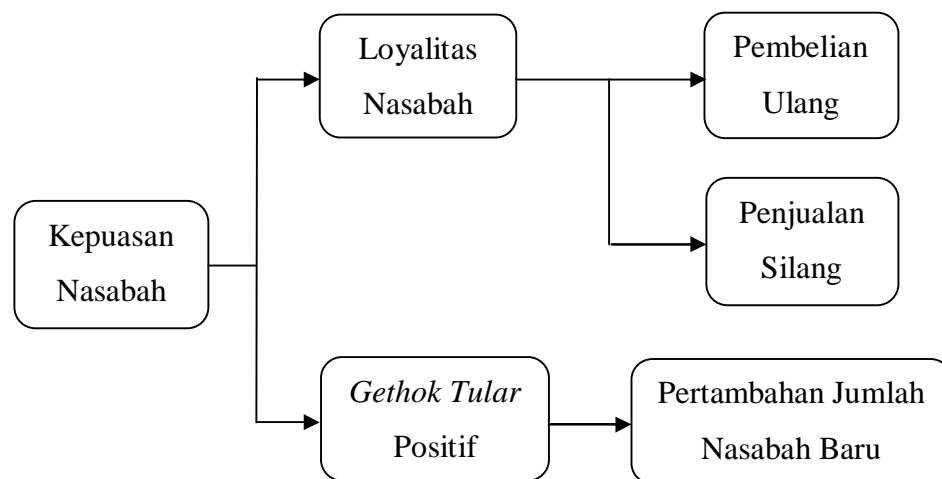 Loyalitas
Nasabah
Pembelian
Ulang
Kepuasan
Nasabah
Penjualan
Silang
Gethok Tular
Positif
Pertambahan Jumlah
Nasabah Baru